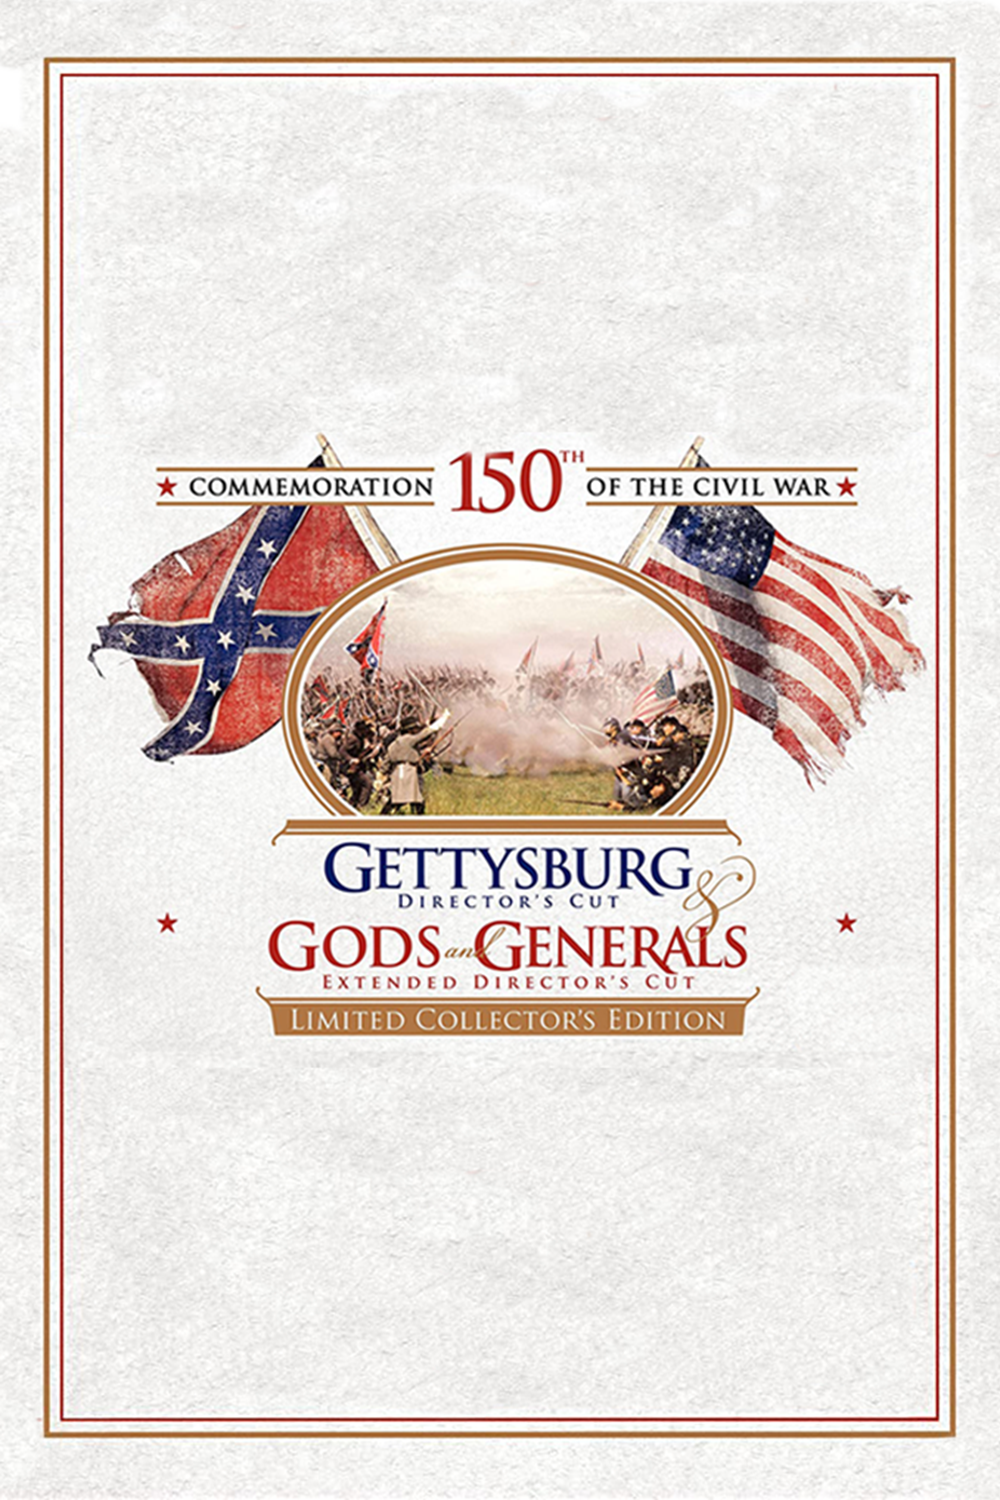 COMMEMORATION 150TH OF THE CIVIL WAR
GETTYSBURG
DIRECTOR'S CUT
&
GODS and GENERALS
EXTENDED DIRECTOR'S CUT
LIMITED COLLECTOR'S EDITION